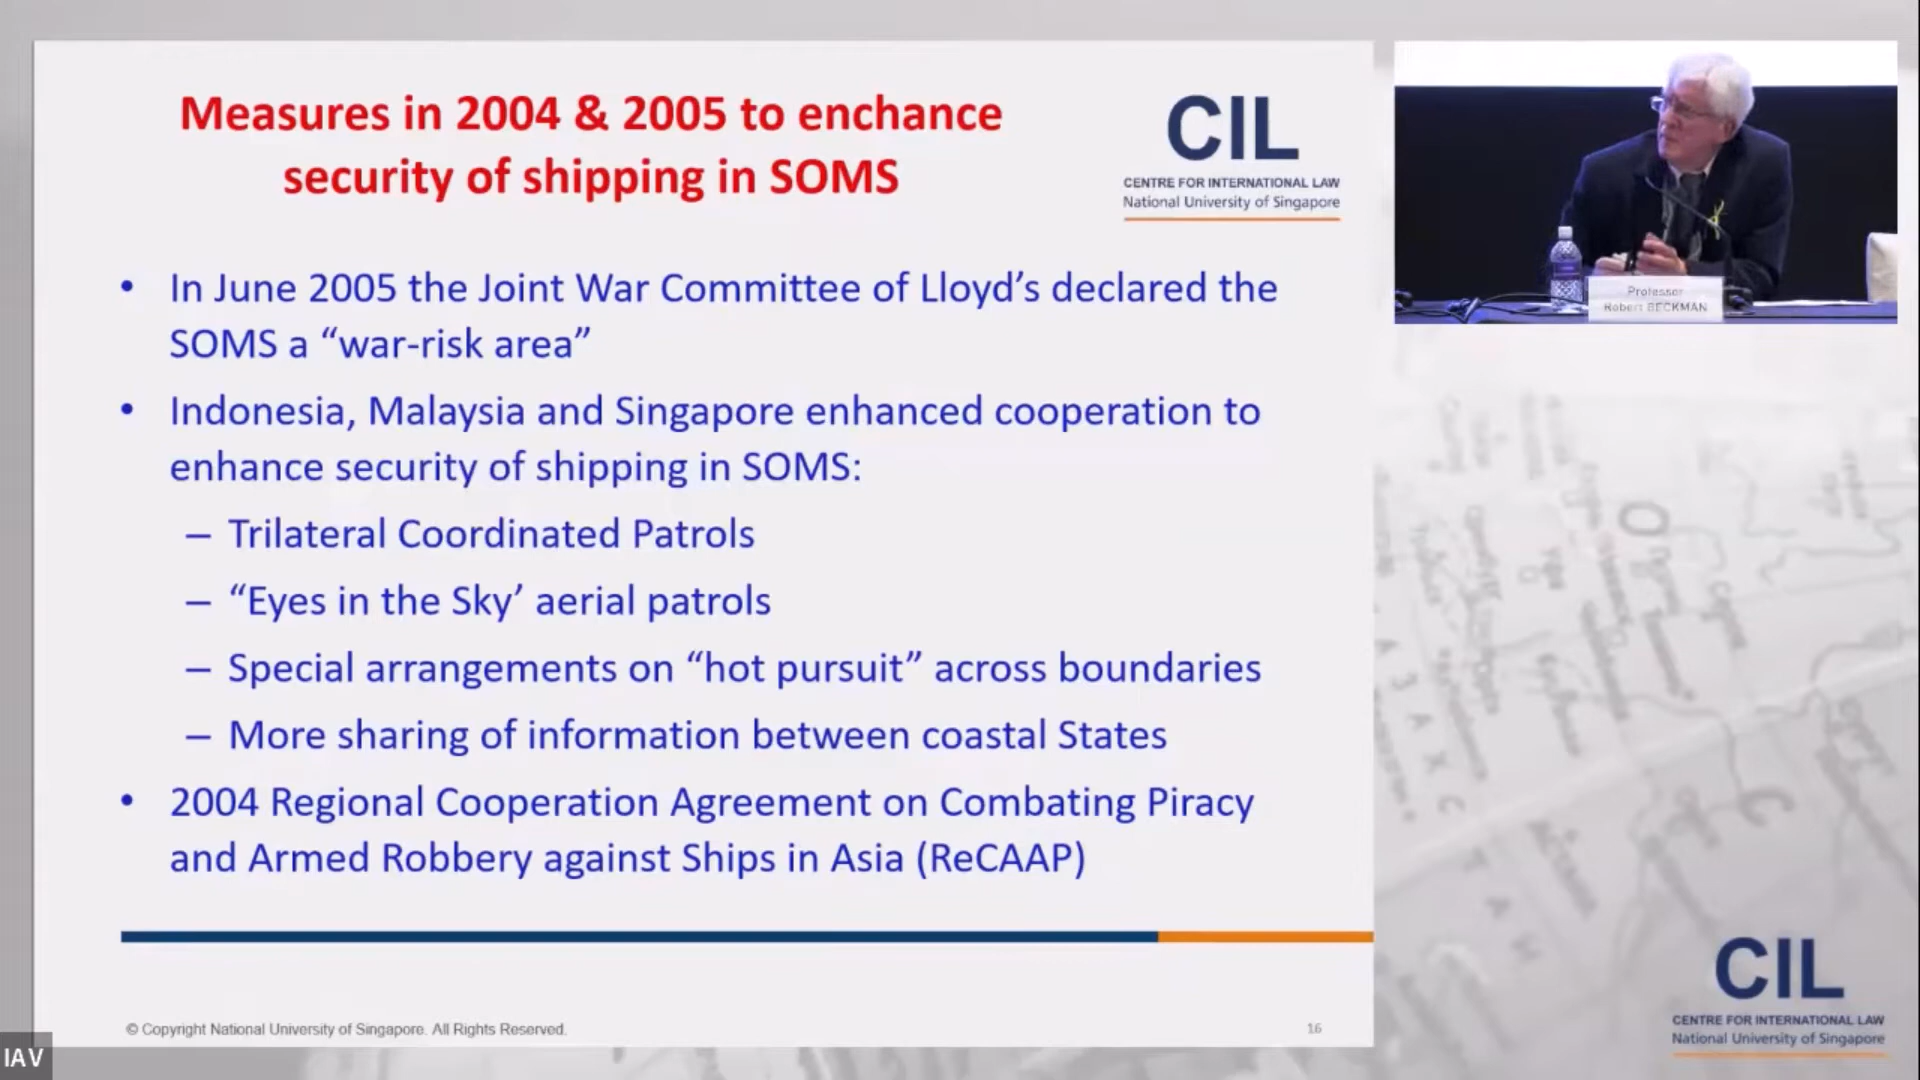 Measures in 2004 & 2005 to enchance
security of shipping in SOMS
CIL
CENTRE FOR INTERNATIONAL LAW
National University of Singapore
• In June 2005 the Joint War Committee of Lloyd’s declared the
SOMS a “war-risk area”
• Indonesia, Malaysia and Singapore enhanced cooperation to
enhance security of shipping in SOMS:
– Trilateral Coordinated Patrols
– “Eyes in the Sky’ aerial patrols
– Special arrangements on “hot pursuit” across boundaries
– More sharing of information between coastal States
• 2004 Regional Cooperation Agreement on Combating Piracy
and Armed Robbery against Ships in Asia (ReCAAP)
© Copyright National University of Singapore. All Rights Reserved.
16
Professor
Robert BECKMAN
CIL
CENTRE FOR INTERNATIONAL LAW
National University of Singapore
IAV